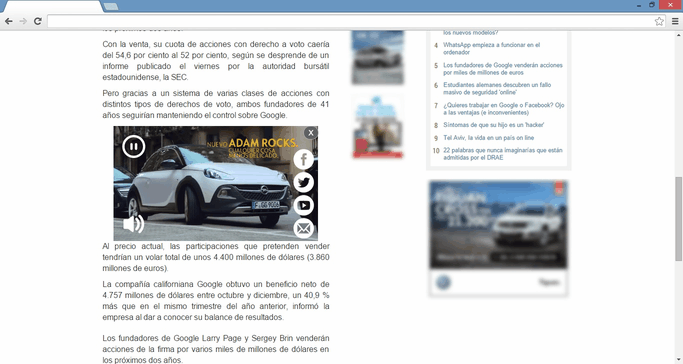 Con la venta, su cuota de acciones con derecho a voto caería
del 54,6 por ciento al 52 por ciento, según se desprende de un
informe publicado el viernes por la autoridad bursátil
estadounidense, la SEC.
Pero gracias a un sistema de varias clases de acciones con
distintos tipos de derechos de voto, ambos fundadores de 41
años seguirían manteniendo el control sobre Google.
X
NUEVO ADAM ROCKS.
CUALQUIER COSA
MENOS DELICADO.
Al precio actual, las participaciones que pretenden vender
tendrían un volar total de unos 4.400 millones de dólares (3.860
millones de euros).
La compañía californiana Google obtuvo un beneficio neto de
4.757 millones de dólares entre octubre y diciembre, un 40,9 %
más que en el mismo trimestre del año anterior, informó la
empresa al dar a conocer su balance de resultados.
Los fundadores de Google Larry Page y Sergey Brin venderán
acciones de la firma por varios miles de millones de dólares en
los próximos dos años.
los nuevos modelos?
4 WhatsApp empieza a funcionar en el
ordenador
5 Los fundadores de Google venderán acciones
por miles de millones de euros
6 Estudiantes alemanes descubren un fallo
masivo de seguridad 'online'
7 ¿Quieres trabajar en Google o Facebook? Ojo
a las ventajas (e inconvenientes)
8 Síntomas de que su hijo es un 'hacker'
9 Tel Aviv, la vida en un país on line
10 22 palabras que nunca imaginarías que están
admitidas por el DRAE